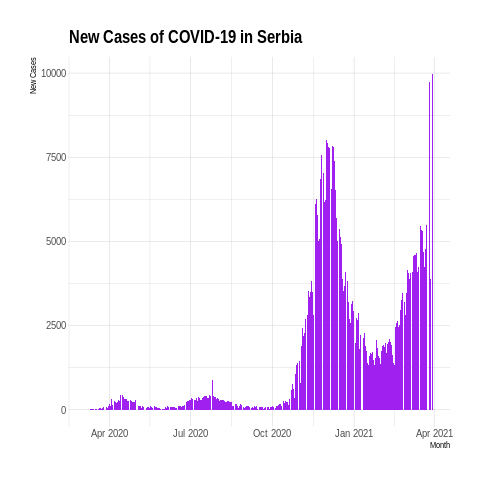 New Cases of COVID-19 in Serbia
New Cases
10000
7500
5000
2500
0
Apr 2020
Jul 2020
Oct 2020
Jan 2021
Apr 2021
Month